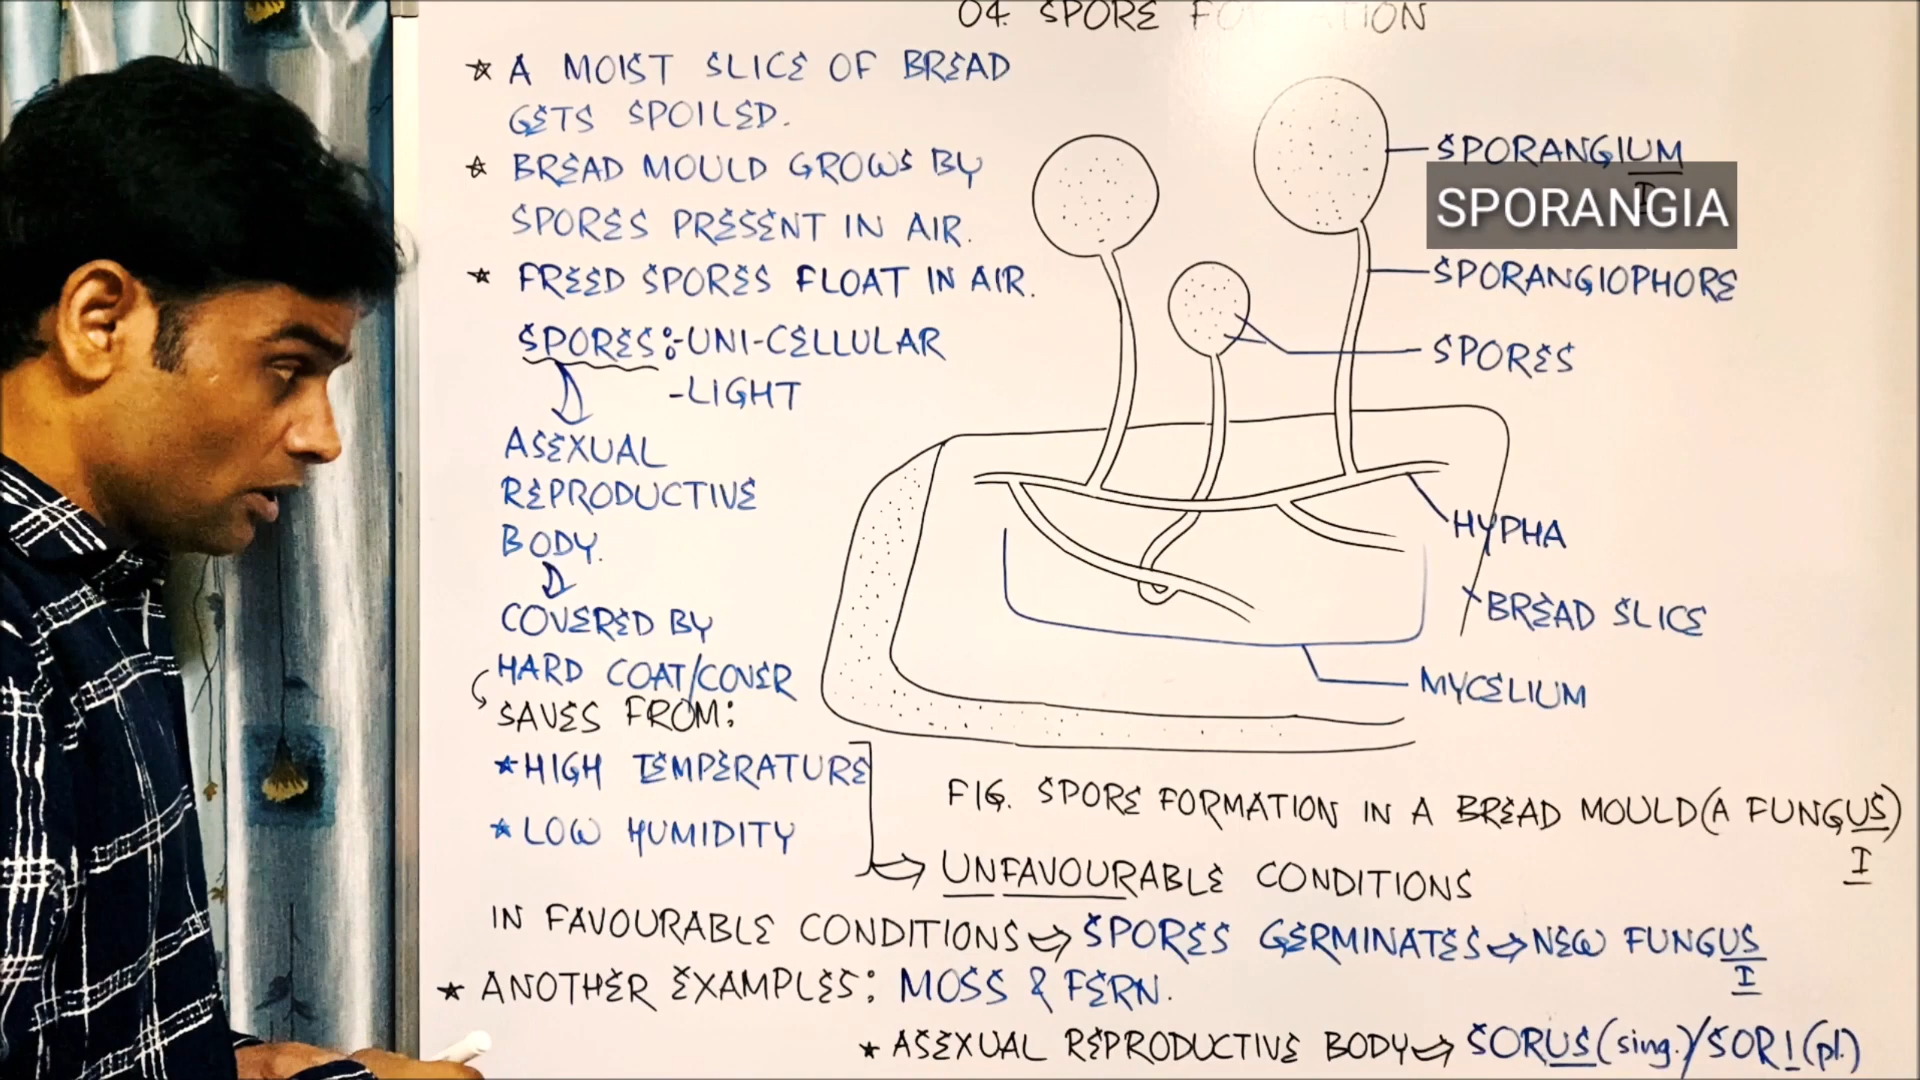 04. SPORE FORMATION
☆ A MOIST SLICE OF BREAD
GETS SPOILED.
☆ BREAD MOULD GROWS BY
SPORES PRESENT IN AIR.
★ FREED SPORES FLOAT IN AIR.
SPORES:-UNI-CELLULAR
-LIGHT
ASEXUAL
REPRODUCTIVE
BODY.
COVERED BY
HARD COAT/COVER
SAVES FROM:
★HIGH TEMPERATURE
★LOW HUMIDITY
SPORANGIUM
I
SPORANGIA
SPORANGIOPHORE
SPORES
HYPHA
BREAD SLICE
MYCELIUM
FIG. SPORE FORMATION IN A BREAD MOULD(A FUNGUS)
I
UNFAVOURABLE CONDITIONS
IN FAVOURABLE CONDITIONS⇒SPORES GERMINATES⇒NEW FUNGUS
I
★ ANOTHER EXAMPLES: MOSS & FERN.
★ ASEXUAL REPRODUCTIVE BODY⇒SORUS(sing.)/SORI(pl.)